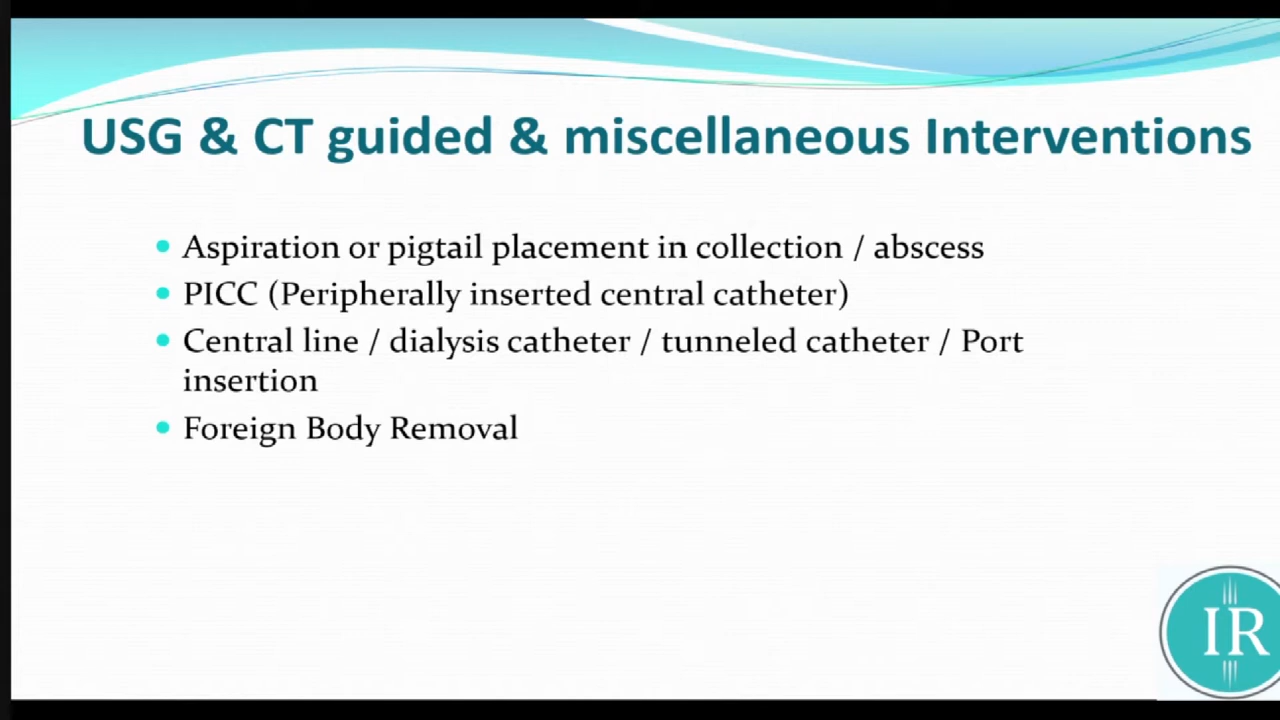 USG & CT guided & miscellaneous Interventions
Aspiration or pigtail placement in collection / abscess
PICC (Peripherally inserted central catheter)
Central line / dialysis catheter / tunneled catheter / Port
insertion
Foreign Body Removal
IR